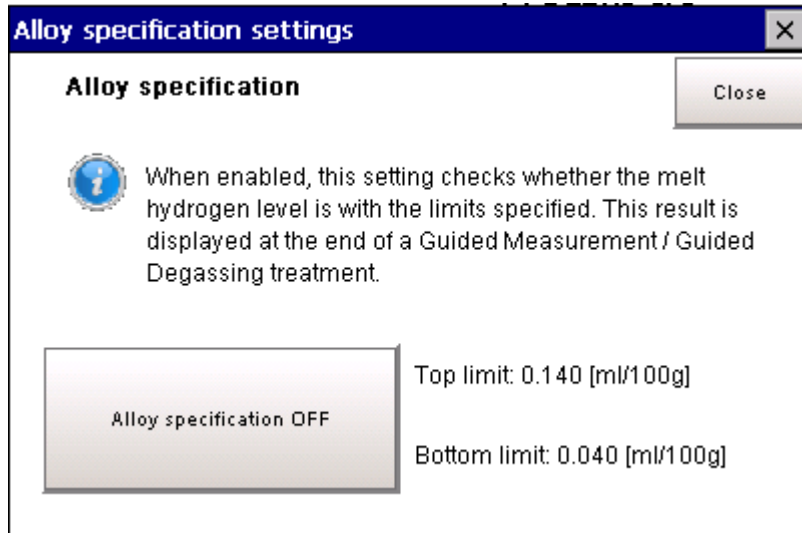 Alloy specification settings
Alloy specification
Close
When enabled, this setting checks whether the melt
hydrogen level is with the limits specified. This result is
displayed at the end of a Guided Measurement / Guided
Degassing treatment.
Alloy specification OFF
Top limit: 0.140 [ml/100g]
Bottom limit: 0.040 [ml/100g]